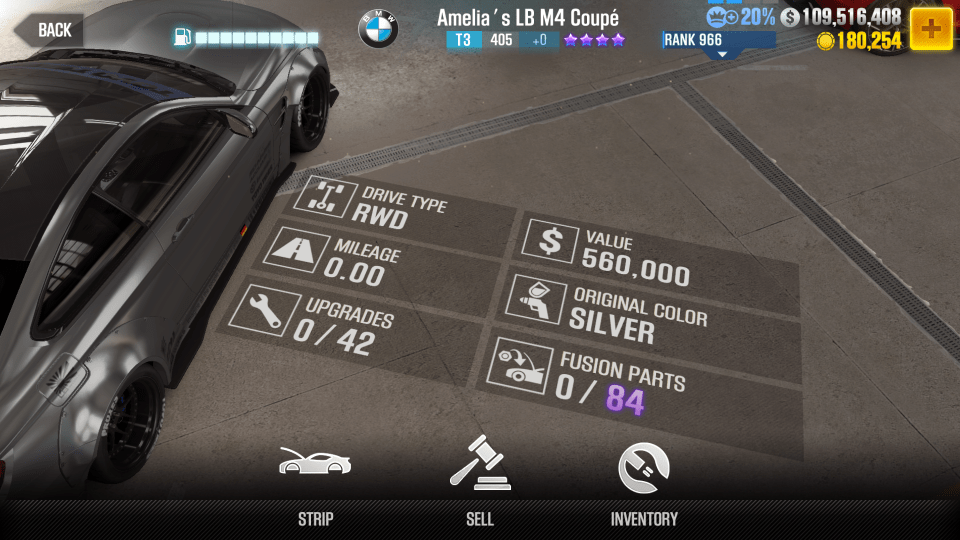 BACK
BMW
Amelia´s LB M4 Coupé
T3 405 +0
20%
$ 109,516,408
RANK 966
180,254
DRIVE TYPE
RWD
MILEAGE
0.00
UPGRADES
0 / 42
$
VALUE
560,000
ORIGINAL COLOR
SILVER
FUSION PARTS
0 / 84
STRIP
SELL
INVENTORY